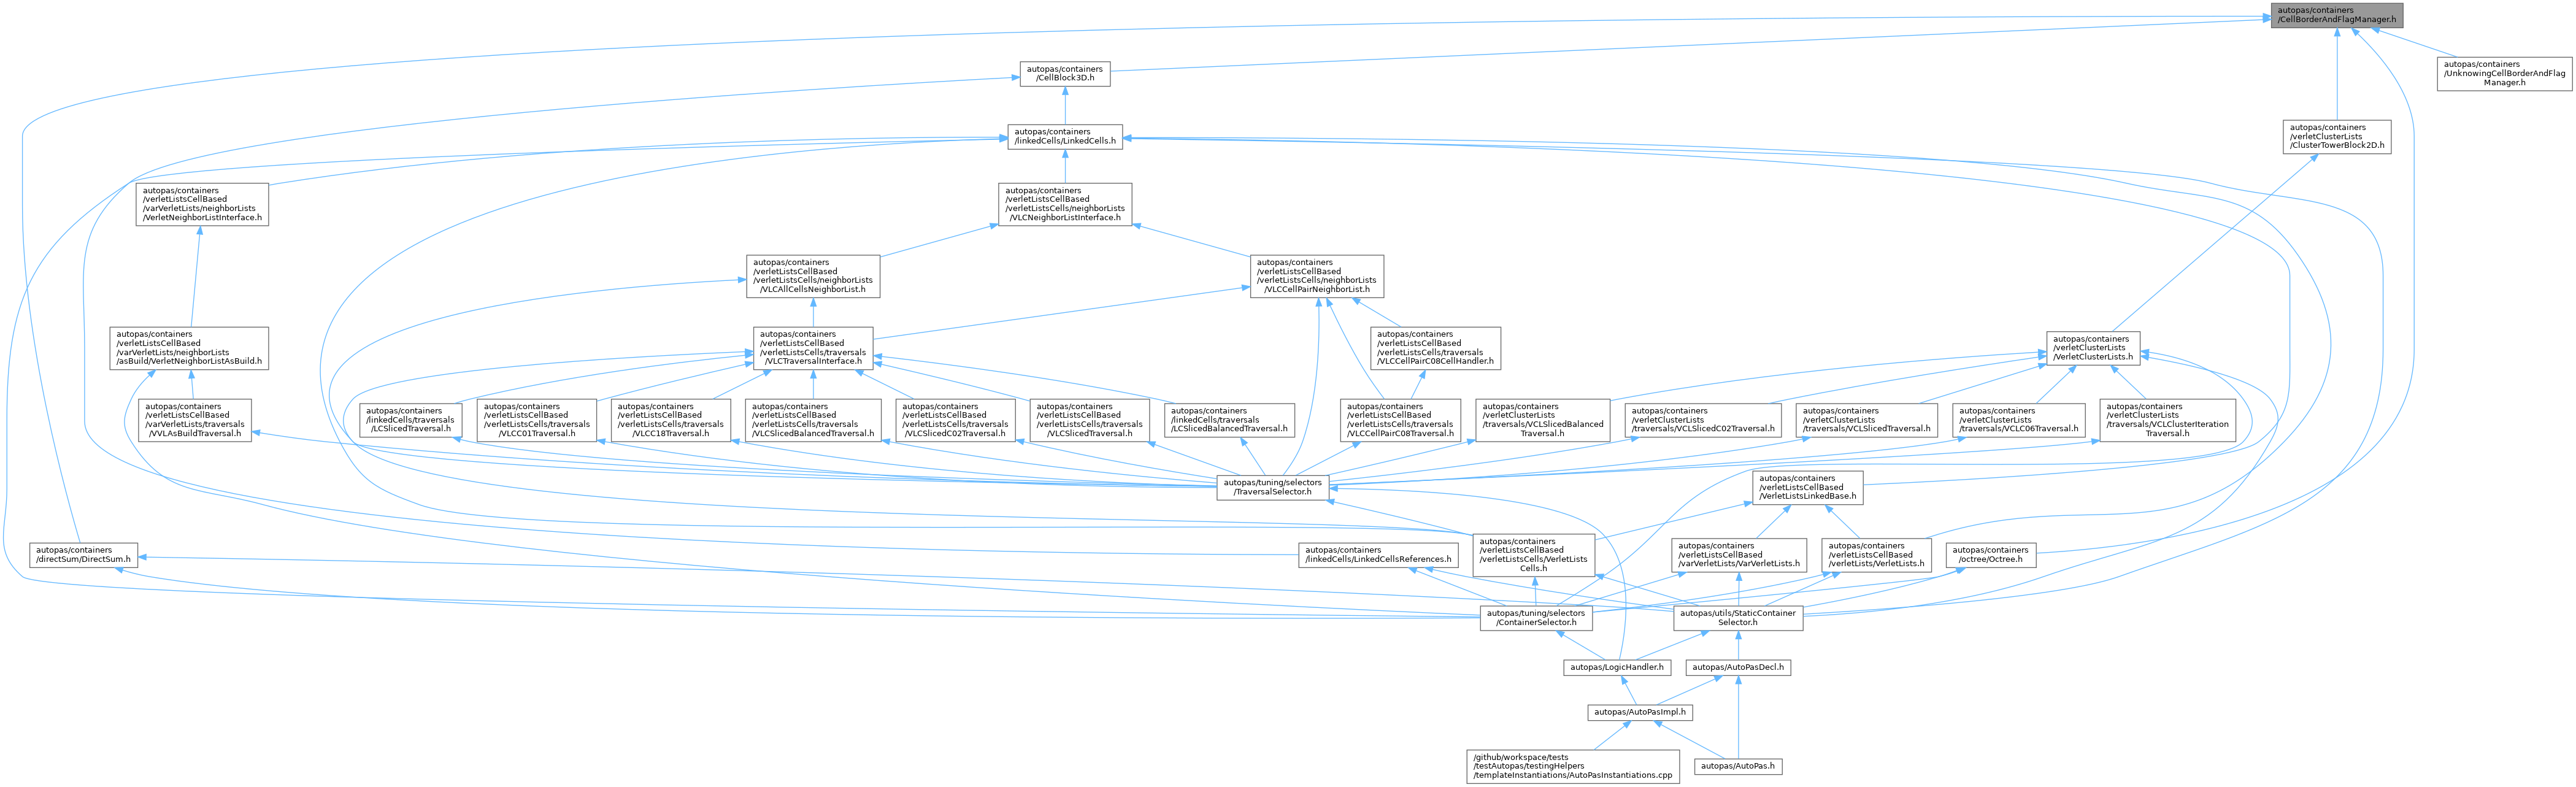 autopas/containers
/CellBorderAndFlagManager.h
autopas/containers
/CellBlock3D.h
autopas/containers
/UnknowingCellBorderAndFlag
Manager.h
autopas/containers
/linkedCells/LinkedCells.h
autopas/containers
/verletClusterLists
/ClusterTowerBlock2D.h
autopas/containers
/verletListsCellBased
/varVerletLists/neighborLists
/VerletNeighborListInterface.h
autopas/containers
/verletListsCellBased
/verletListsCells/neighborLists
/VLCNeighborListInterface.h
autopas/containers
/verletListsCellBased
/verletListsCells/neighborLists
/VLCAllCellsNeighborList.h
autopas/containers
/verletListsCellBased
/verletListsCells/neighborLists
/VLCCellPairNeighborList.h
autopas/containers
/verletListsCellBased
/varVerletLists/neighborLists
/asBuild/VerletNeighborListAsBuild.h
autopas/containers
/verletListsCellBased
/verletListsCells/traversals
/VLCTraversalInterface.h
autopas/containers
/verletListsCellBased
/verletListsCells/traversals
/VLCCellPairC08CellHandler.h
autopas/containers
/verletClusterLists
/VerletClusterLists.h
autopas/containers
/verletListsCellBased
/varVerletLists/traversals
/VVLAsBuildTraversal.h
autopas/containers
/linkedCells/traversals
/LCSlicedTraversal.h
autopas/containers
/verletListsCellBased
/verletListsCells/traversals
/VLCC01Traversal.h
autopas/containers
/verletListsCellBased
/verletListsCells/traversals
/VLCC18Traversal.h
autopas/containers
/verletListsCellBased
/verletListsCells/traversals
/VLCSlicedBalancedTraversal.h
autopas/containers
/verletListsCellBased
/verletListsCells/traversals
/VLCSlicedC02Traversal.h
autopas/containers
/verletListsCellBased
/verletListsCells/traversals
/VLCSlicedTraversal.h
autopas/containers
/linkedCells/traversals
/LCSlicedBalancedTraversal.h
autopas/containers
/verletListsCellBased
/verletListsCells/traversals
/VLCCellPairC08Traversal.h
autopas/containers
/verletClusterLists
/traversals/VCLSlicedBalanced
Traversal.h
autopas/containers
/verletClusterLists
/traversals/VCLSlicedC02Traversal.h
autopas/containers
/verletClusterLists
/traversals/VCLSlicedTraversal.h
autopas/containers
/verletClusterLists
/traversals/VCLC06Traversal.h
autopas/containers
/verletClusterLists
/traversals/VCLClusterIteration
Traversal.h
autopas/tuning/selectors
/TraversalSelector.h
autopas/containers
/verletListsCellBased
/VerletListsLinkedBase.h
autopas/containers
/directSum/DirectSum.h
autopas/containers
/linkedCells/LinkedCellsReferences.h
autopas/containers
/verletListsCellBased
/verletListsCells/VerletLists
Cells.h
autopas/containers
/verletListsCellBased
/varVerletLists/VarVerletLists.h
autopas/containers
/verletListsCellBased
/verletLists/VerletLists.h
autopas/containers
/octree/Octree.h
autopas/tuning/selectors
/ContainerSelector.h
autopas/utils/StaticContainer
Selector.h
autopas/LogicHandler.h
autopas/AutoPasDecl.h
autopas/AutoPasImpl.h
/github/workspace/tests
/testAutopas/testingHelpers
/templateInstantiations/AutoPasInstantiations.cpp
autopas/AutoPas.h